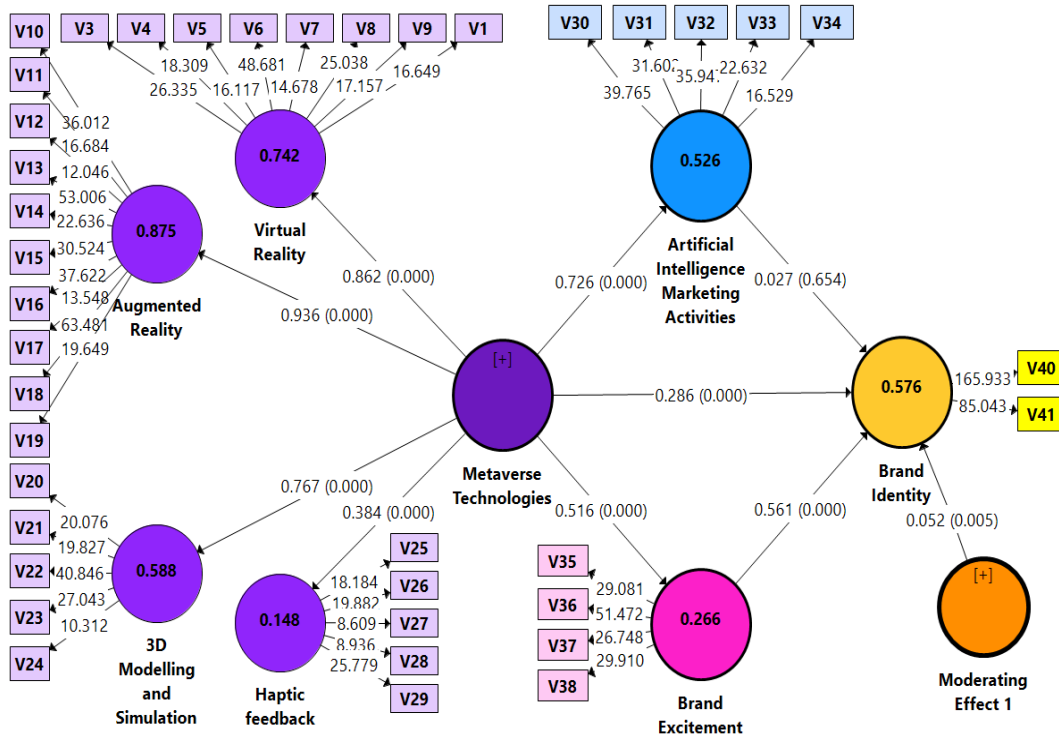 V10
V3
V4
V5
V6
V7
V8
V9
V1
V30
V31
V32
V33
V34
V11
V12
V13
V14
V15
V16
V17
V18
V19
V20
V21
V22
V23
V24
18.309
48.681
25.038
26.335
16.117
14.678
17.157
16.649
31.602
35.941
22.632
39.765
16.529
36.012
16.684
12.046
53.006
22.636
30.524
37.622
13.548
63.481
19.649
0.742
Virtual
Reality
0.875
Augmented
Reality
0.526
Artificial
Intelligence
Marketing
Activities
0.862 (0.000)
0.936 (0.000)
0.726 (0.000)
0.027 (0.654)
[+]
Metaverse
Technologies
0.286 (0.000)
0.576
Brand
Identity
165.933
V40
85.043
V41
0.767 (0.000)
0.384 (0.000)
0.516 (0.000)
0.561 (0.000)
0.052 (0.005)
20.076
19.827
40.846
27.043
10.312
0.588
3D
Modelling
and
Simulation
0.148
Haptic
feedback
18.184
19.882
8.609
8.936
25.779
V25
V26
V27
V28
V29
V35
V36
V37
V38
29.081
51.472
26.748
29.910
0.266
Brand
Excitement
[+]
Moderating
Effect 1